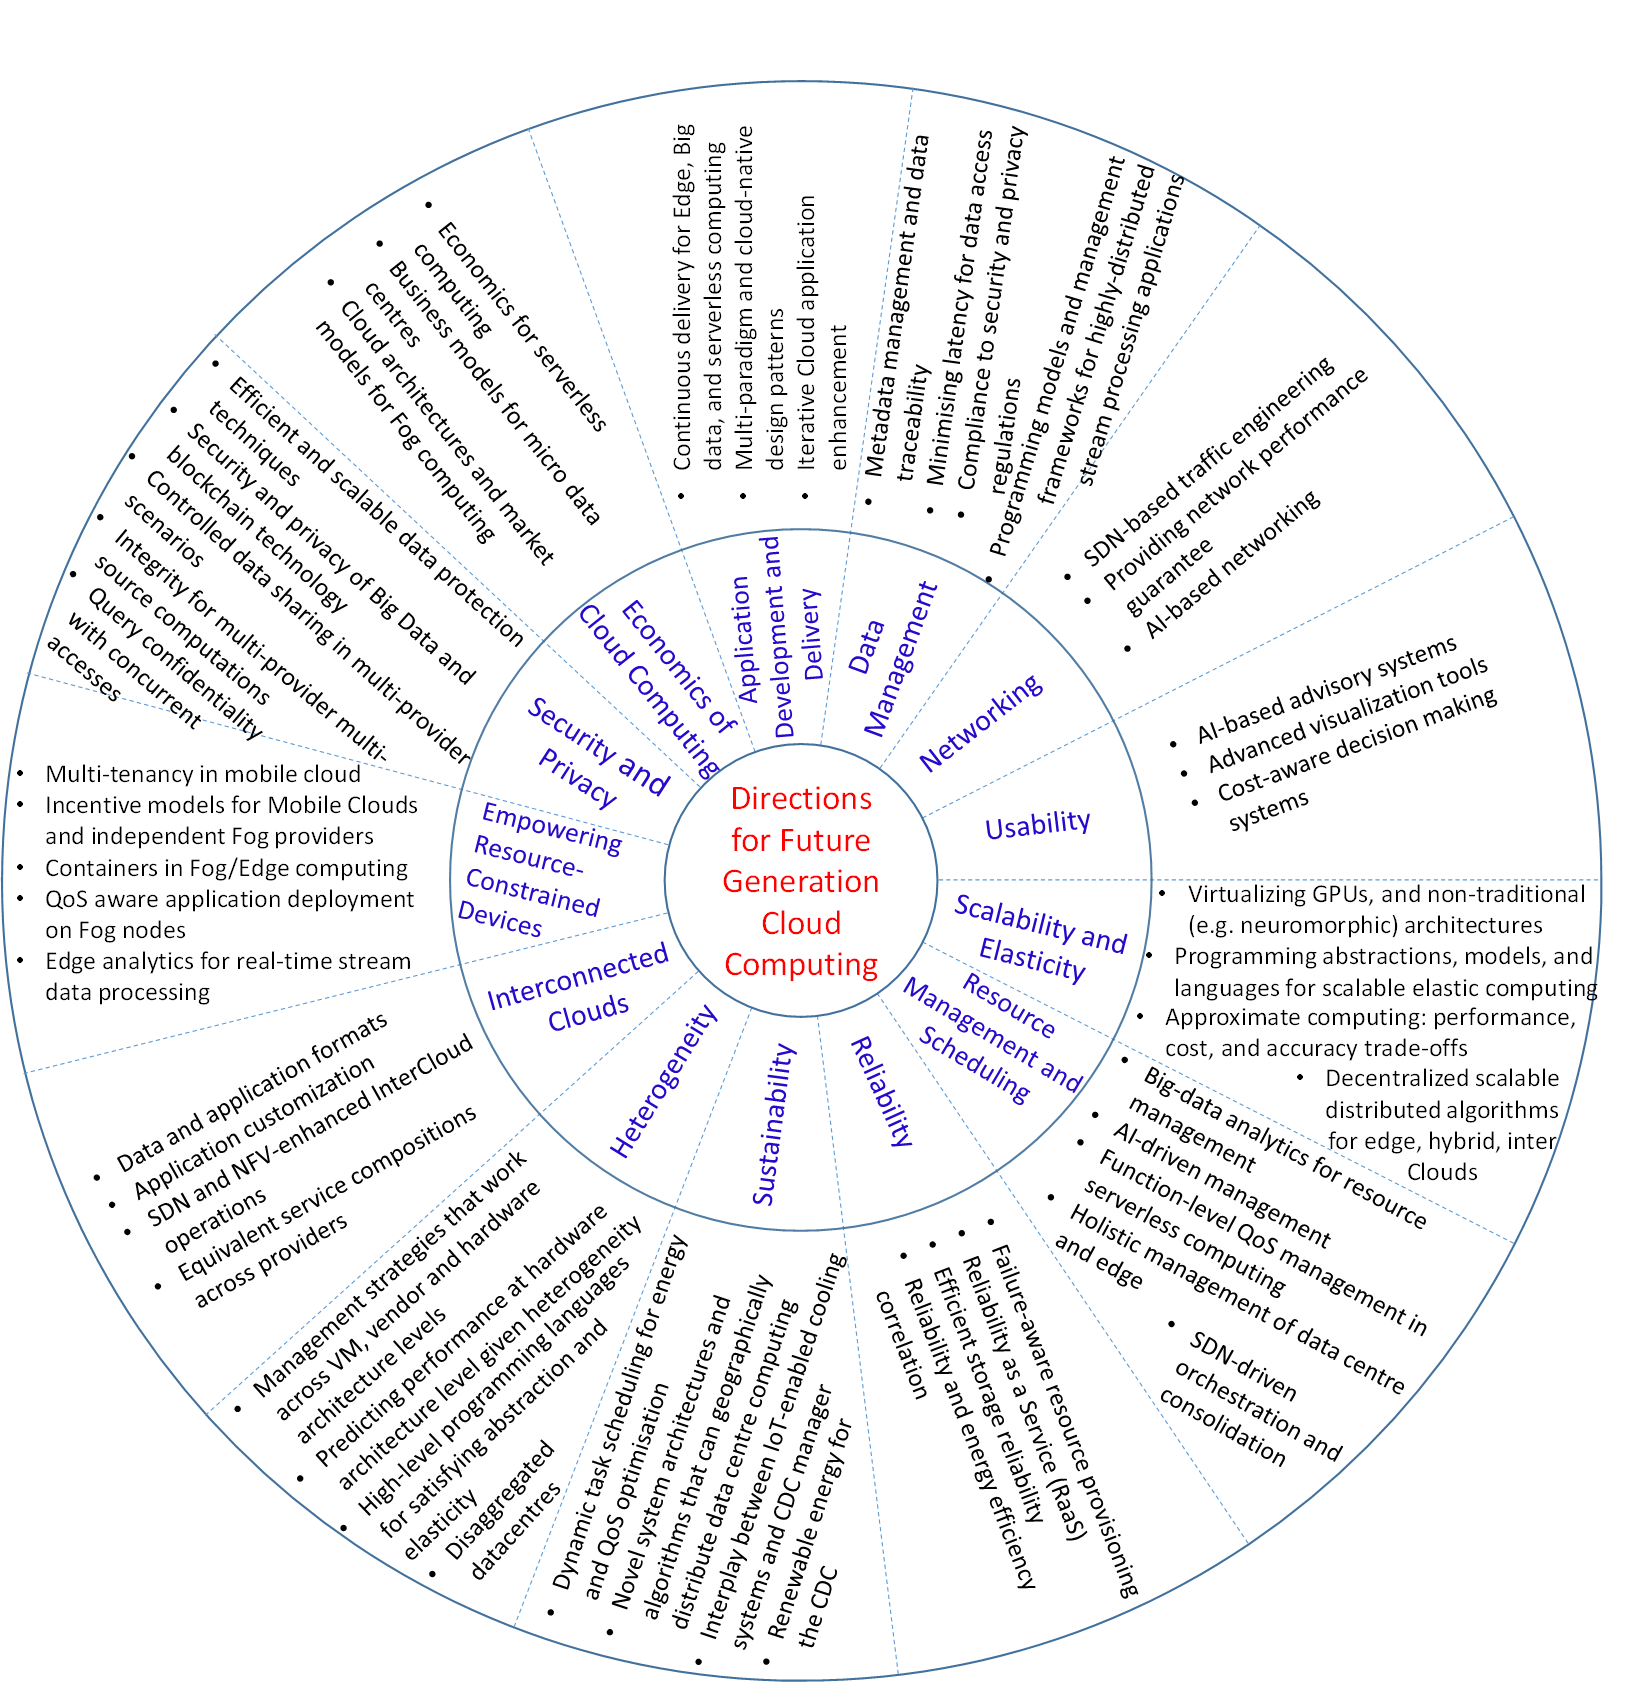 Directions
for Future
Generation
Cloud
Computing
Application
Development and
Delivery
• Continuous delivery for Edge, Big
data, and serverless computing
• Multi-paradigm and cloud-native
design patterns
• Iterative Cloud application
enhancement
Data
Management
• Metadata management and data
traceability
• Minimising latency for data access
• Compliance to security and privacy
regulations
• Programming models and management
frameworks for highly-distributed
stream processing applications
Networking
• SDN-based traffic engineering
• Providing network performance
guarantee
• AI-based networking
Usability
• AI-based advisory systems
• Advanced visualization tools
• Cost-aware decision making
systems
Scalability and
Elasticity
• Virtualizing GPUs, and non-traditional
(e.g. neuromorphic) architectures
• Programming abstractions, models, and
languages for scalable elastic computing
• Approximate computing: performance,
cost, and accuracy trade-offs
• Decentralized scalable
distributed algorithms
for edge, hybrid, inter
Clouds
Resource
Management and
Scheduling
• Big-data analytics for resource
management
• AI-driven management
• Function-level QoS management in
serverless computing
• Holistic management of data centre
and edge
• SDN-driven
orchestration and
consolidation
Reliability
• Failure-aware resource provisioning
• Reliability as a Service (RaaS)
• Efficient storage reliability
• Reliability and energy efficiency
correlation
Sustainability
• Dynamic task scheduling for energy
and QoS optimisation
• Novel system architectures and
algorithms that can geographically
distribute data centre computing
• Interplay between IoT-enabled cooling
systems and CDC manager
• Renewable energy for
the CDC
Heterogeneity
• Management strategies that work
across VM, vendor and hardware
architecture levels
• Predicting performance at hardware
architecture level given heterogeneity
• High-level programming languages
for satisfying abstraction and
elasticity
• Disaggregated
datacentres
Interconnected
Clouds
• Data and application formats
• Application customization
• SDN and NFV-enhanced InterCloud
operations
• Equivalent service compositions
across providers
Empowering
Resource-
Constrained
Devices
• Multi-tenancy in mobile cloud
• Incentive models for Mobile Clouds
and independent Fog providers
• Containers in Fog/Edge computing
• QoS aware application deployment
on Fog nodes
• Edge analytics for real-time stream
data processing
Security and
Privacy
• Efficient and scalable data protection
techniques
• Security and privacy of Big Data and
blockchain technology
• Controlled data sharing in multi-provider
scenarios
• Integrity for multi-provider multi-
source computations
• Query confidentiality
with concurrent
accesses
Economics of
Cloud Computing
• Economics for serverless
computing
• Business models for micro data
centres
• Cloud architectures and market
models for Fog computing